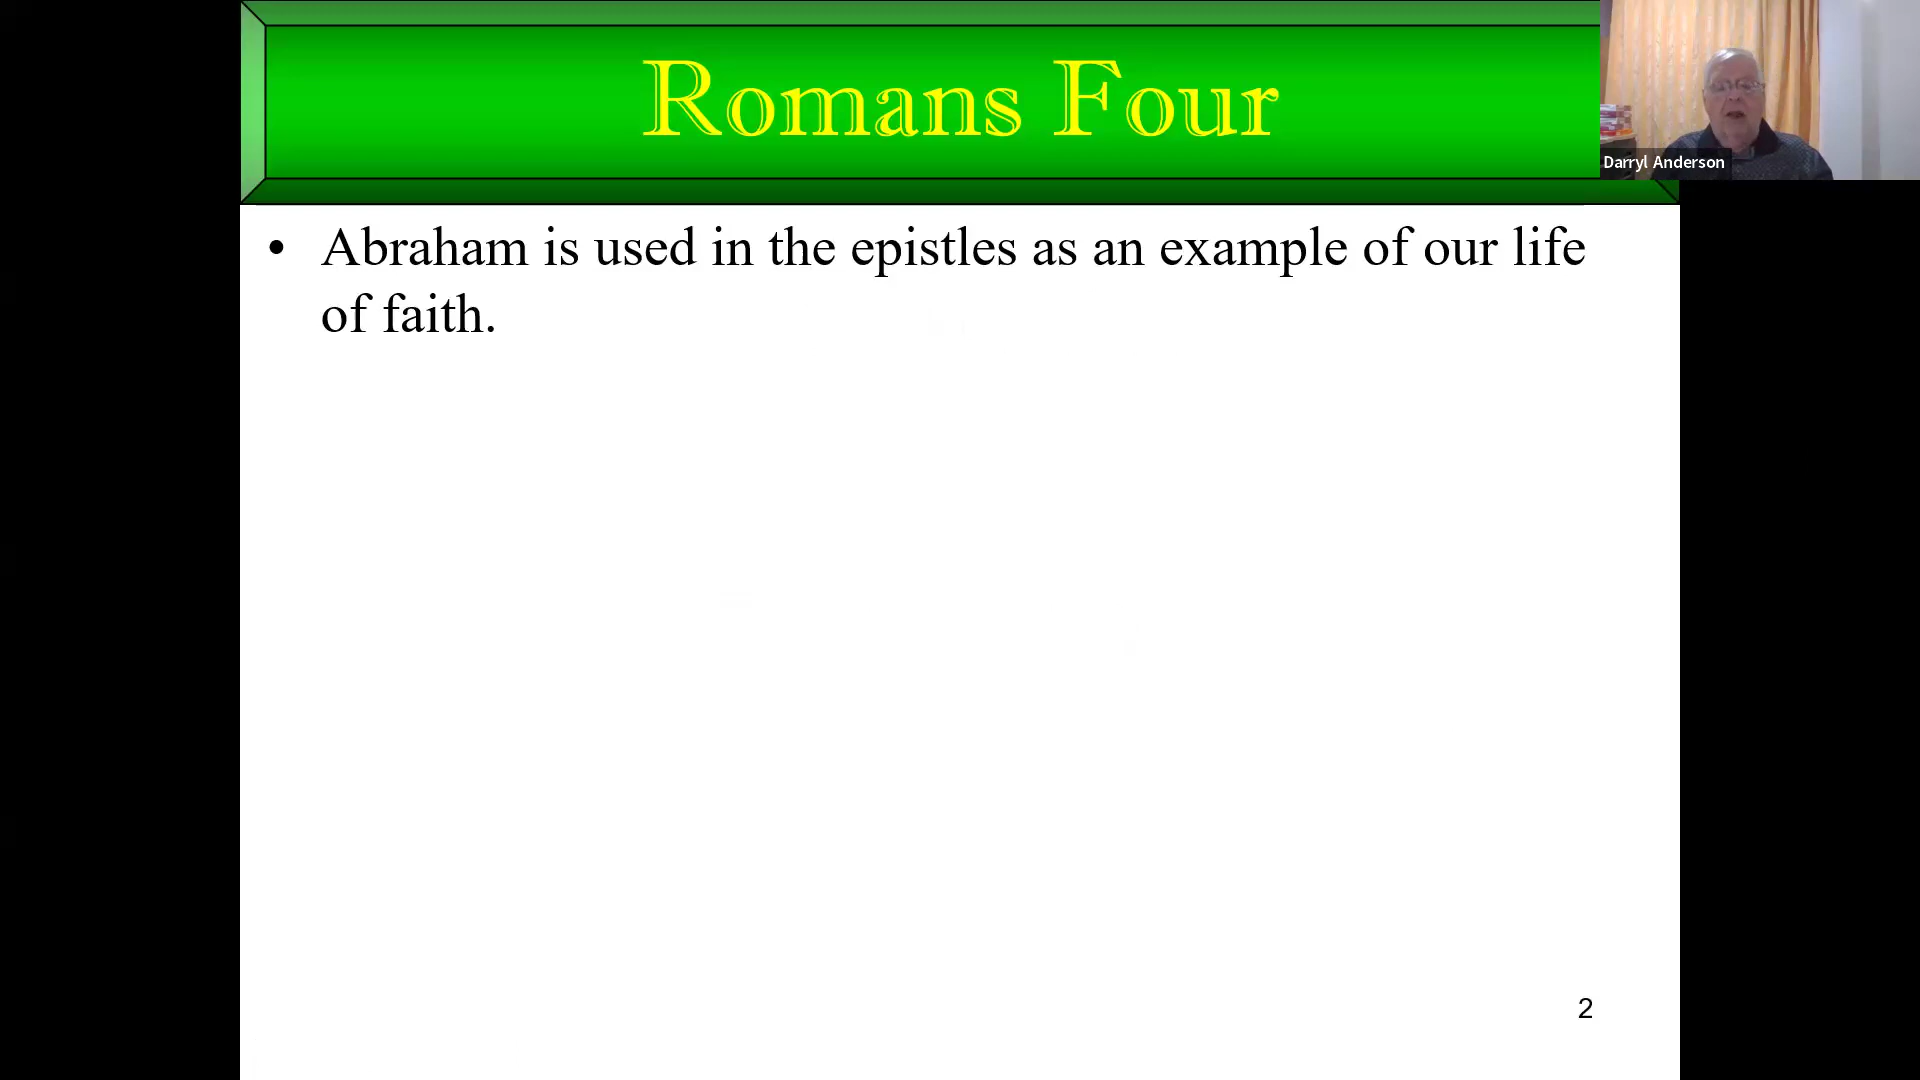 Romans Four
Darryl Anderson
• Abraham is used in the epistles as an example of our life
of faith.
2